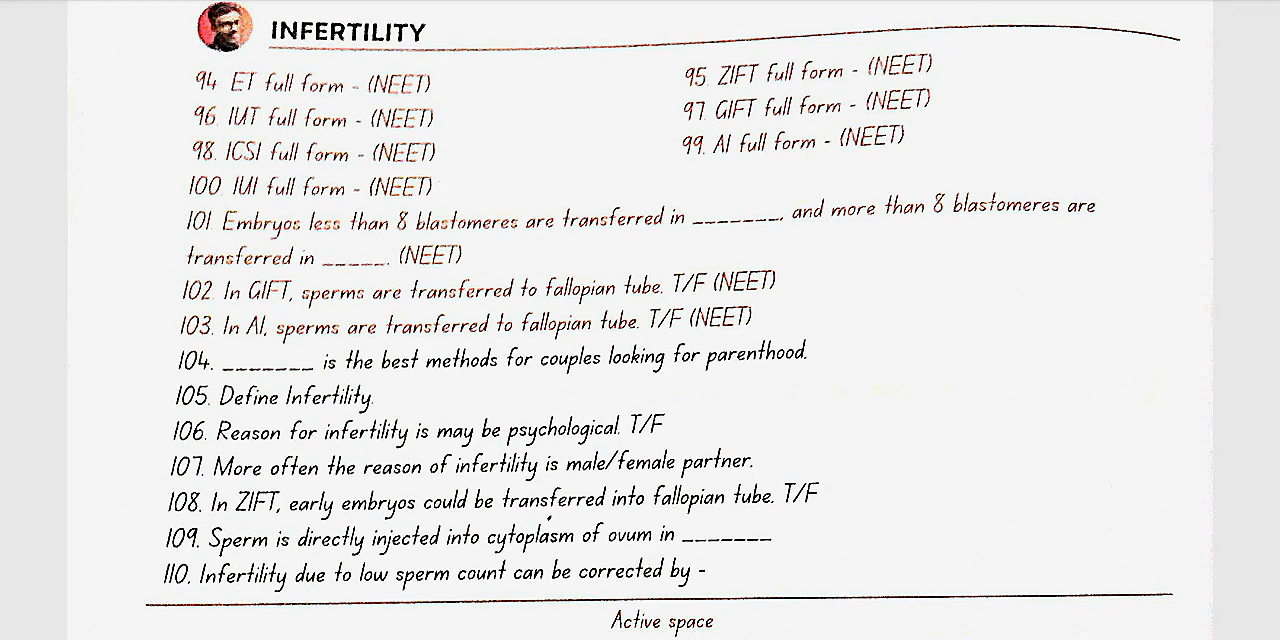 INFERTILITY
94 ET full form - (NEET)
95. ZIFT full form - (NEET)
96. IUT full form - (NEET)
97. GIFT full form - (NEET)
98. ICSI full form - (NEET)
99. AI full form - (NEET)
100 IUI full form - (NEET)
101 Embryos less than 8 blastomeres are transferred in _______, and more than 8 blastomeres are
transferred in _____. (NEET)
102. In GIFT, sperms are transferred to fallopian tube. T/F (NEET)
103. In AI, sperms are transferred to fallopian tube. T/F (NEET)
104. _______ is the best methods for couples looking for parenthood.
105. Define Infertility.
106. Reason for infertility is may be psychological. T/F
107. More often the reason of infertility is male/female partner.
108. In ZIFT, early embryos could be transferred into fallopian tube. T/F
109. Sperm is directly injected into cytoplasm of ovum in _______
110. Infertility due to low sperm count can be corrected by -
Active space